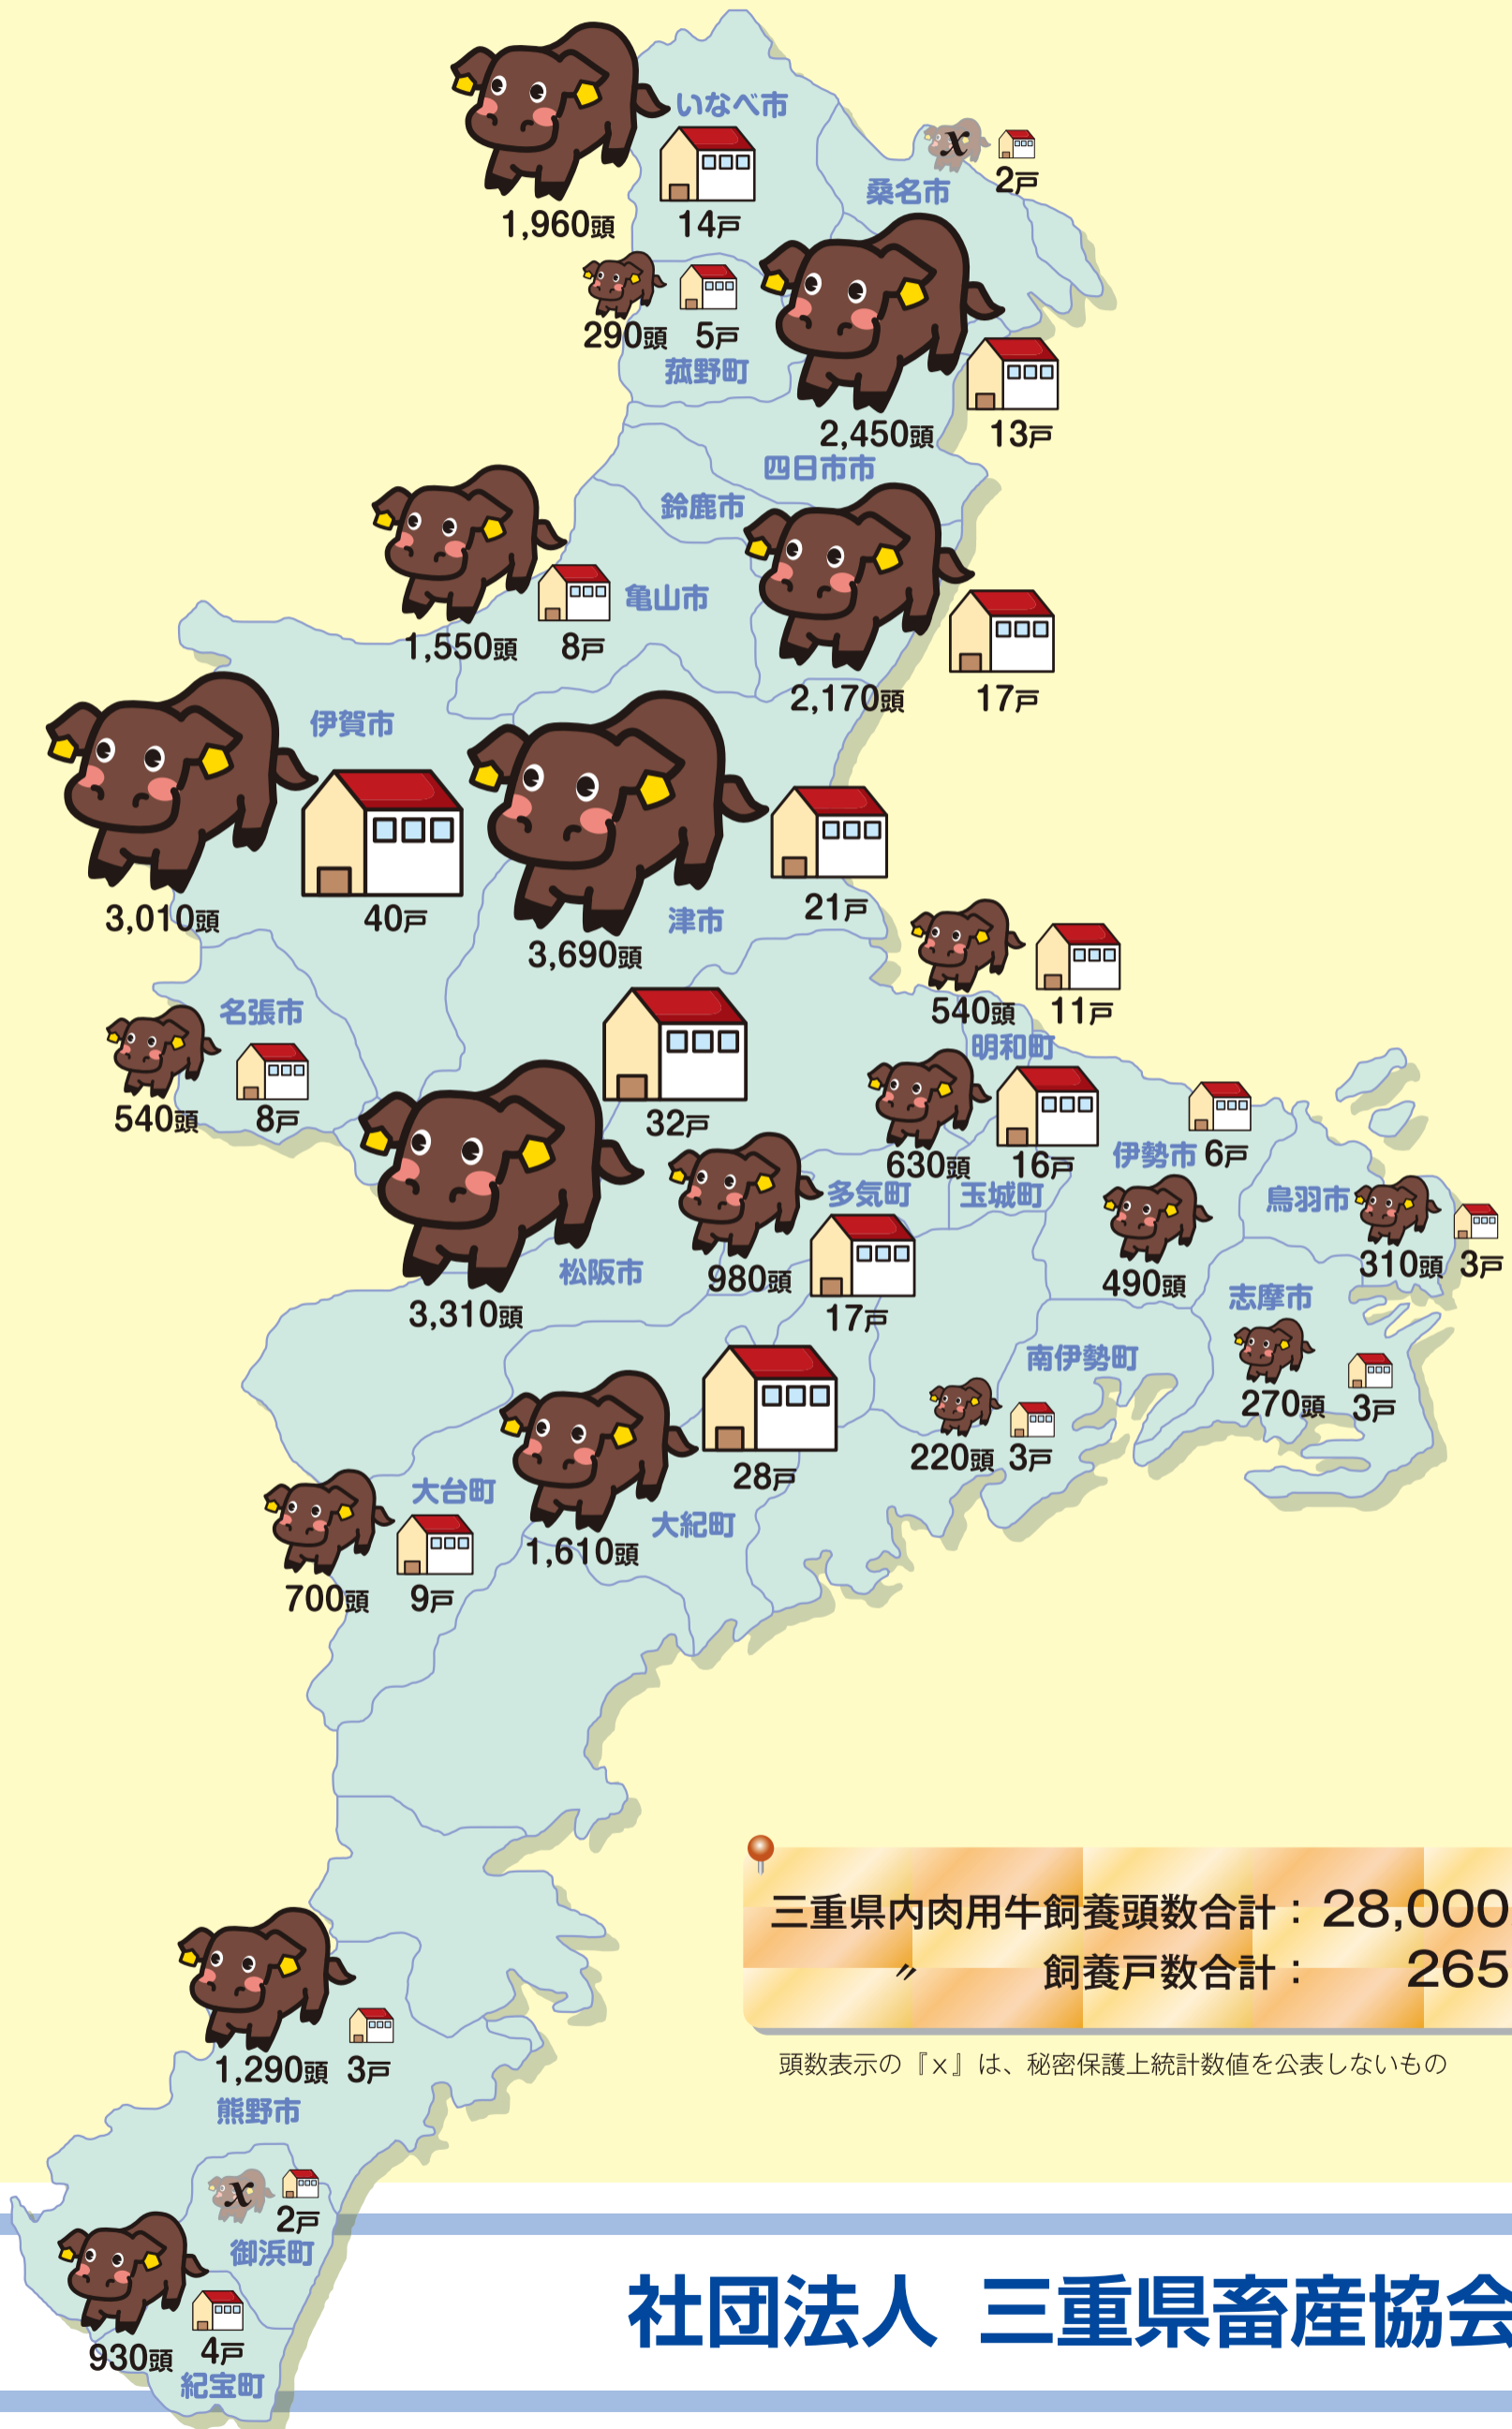 いなべ市
1,960頭 14戸
x 2戸
桑名市
290頭 5戸
菰野町
2,450頭 13戸
四日市市
鈴鹿市
2,170頭 17戸
亀山市
1,550頭 8戸
伊賀市
3,010頭 40戸
津市
3,690頭 21戸
名張市
540頭 8戸
540頭 11戸
明和町
32戸
松阪市
3,310頭
630頭 16戸
玉城町
多気町
980頭 17戸
伊勢市 6戸
490頭
鳥羽市
310頭 3戸
志摩市
270頭 3戸
南伊勢町
220頭 3戸
大台町
700頭 9戸
28戸
大紀町
1,610頭
三重県内肉用牛飼養頭数合計：28,000
〃 飼養戸数合計： 265
頭数表示の『x』は、秘密保護上統計数値を公表しないもの
1,290頭 3戸
熊野市
x 2戸
御浜町
930頭 4戸
紀宝町
社団法人 三重県畜産協会